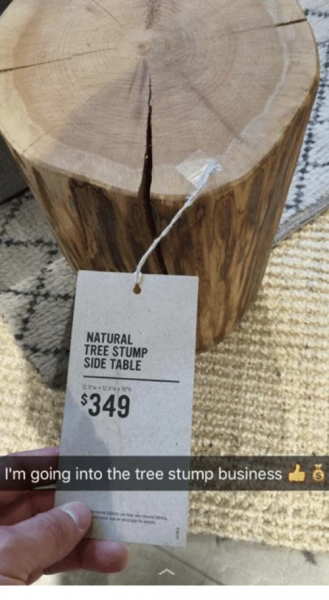 NATURAL
TREE STUMP
SIDE TABLE
$349
I'm going into the tree stump business 👍 💰